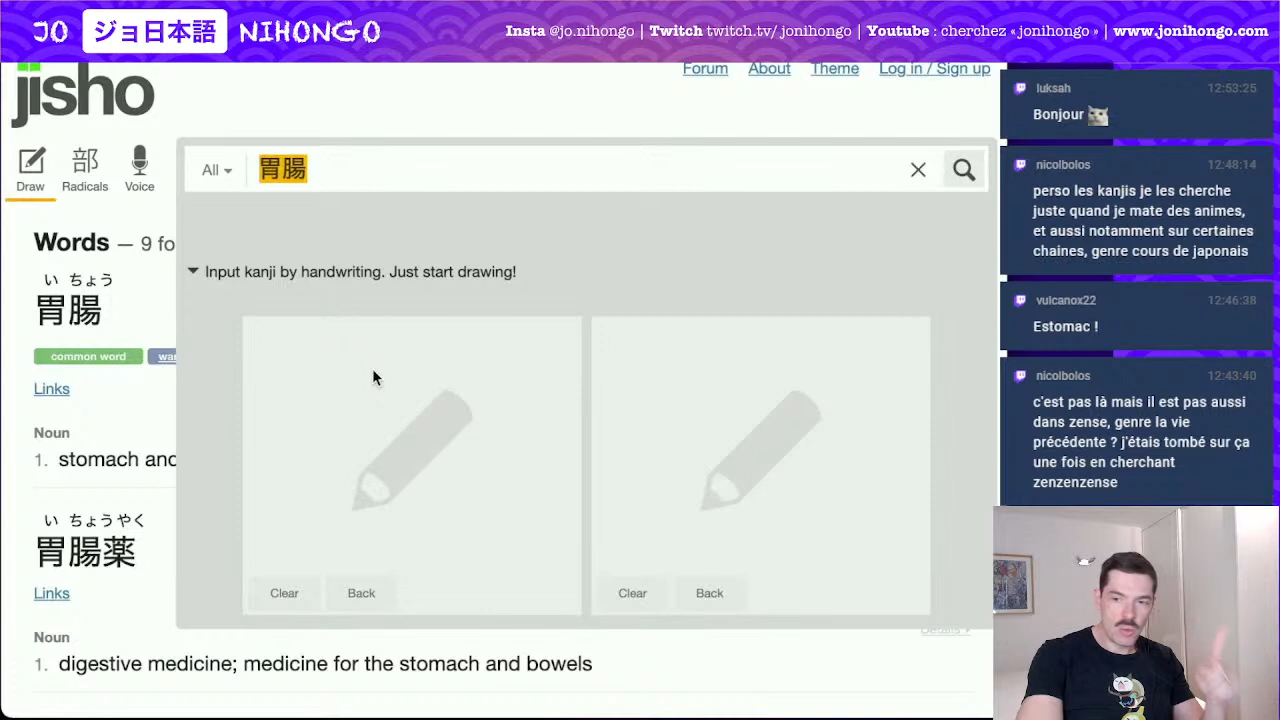 JO ジョ日本語 NIHONGO
Insta @jo.nihongo | Twitch twitch.tv/ jonihongo | Youtube : cherchez « jonihongo » | www.jonihongo.com
jisho
Forum About Theme Log in / Sign up
Draw
部 Radicals
Voice
All
胃腸
Words — 9 fo
い ちょう
胃腸
common word
wa
Links
Noun
1. stomach and
い ちょうやく
胃腸薬
Links
Noun
1. digestive medicine; medicine for the stomach and bowels
Input kanji by handwriting. Just start drawing!
Clear Back
Clear Back
Details
luksah 12:53:25
Bonjour
nicolbolos 12:48:14
perso les kanjis je les cherche
juste quand je mate des animes,
et aussi notamment sur certaines
chaines, genre cours de japonais
vulcanox22 12:46:38
Estomac !
nicolbolos 12:43:40
c'est pas là mais il est pas aussi
dans zense, genre la vie
précédente ? j'étais tombé sur ça
une fois en cherchant
zenzenzense